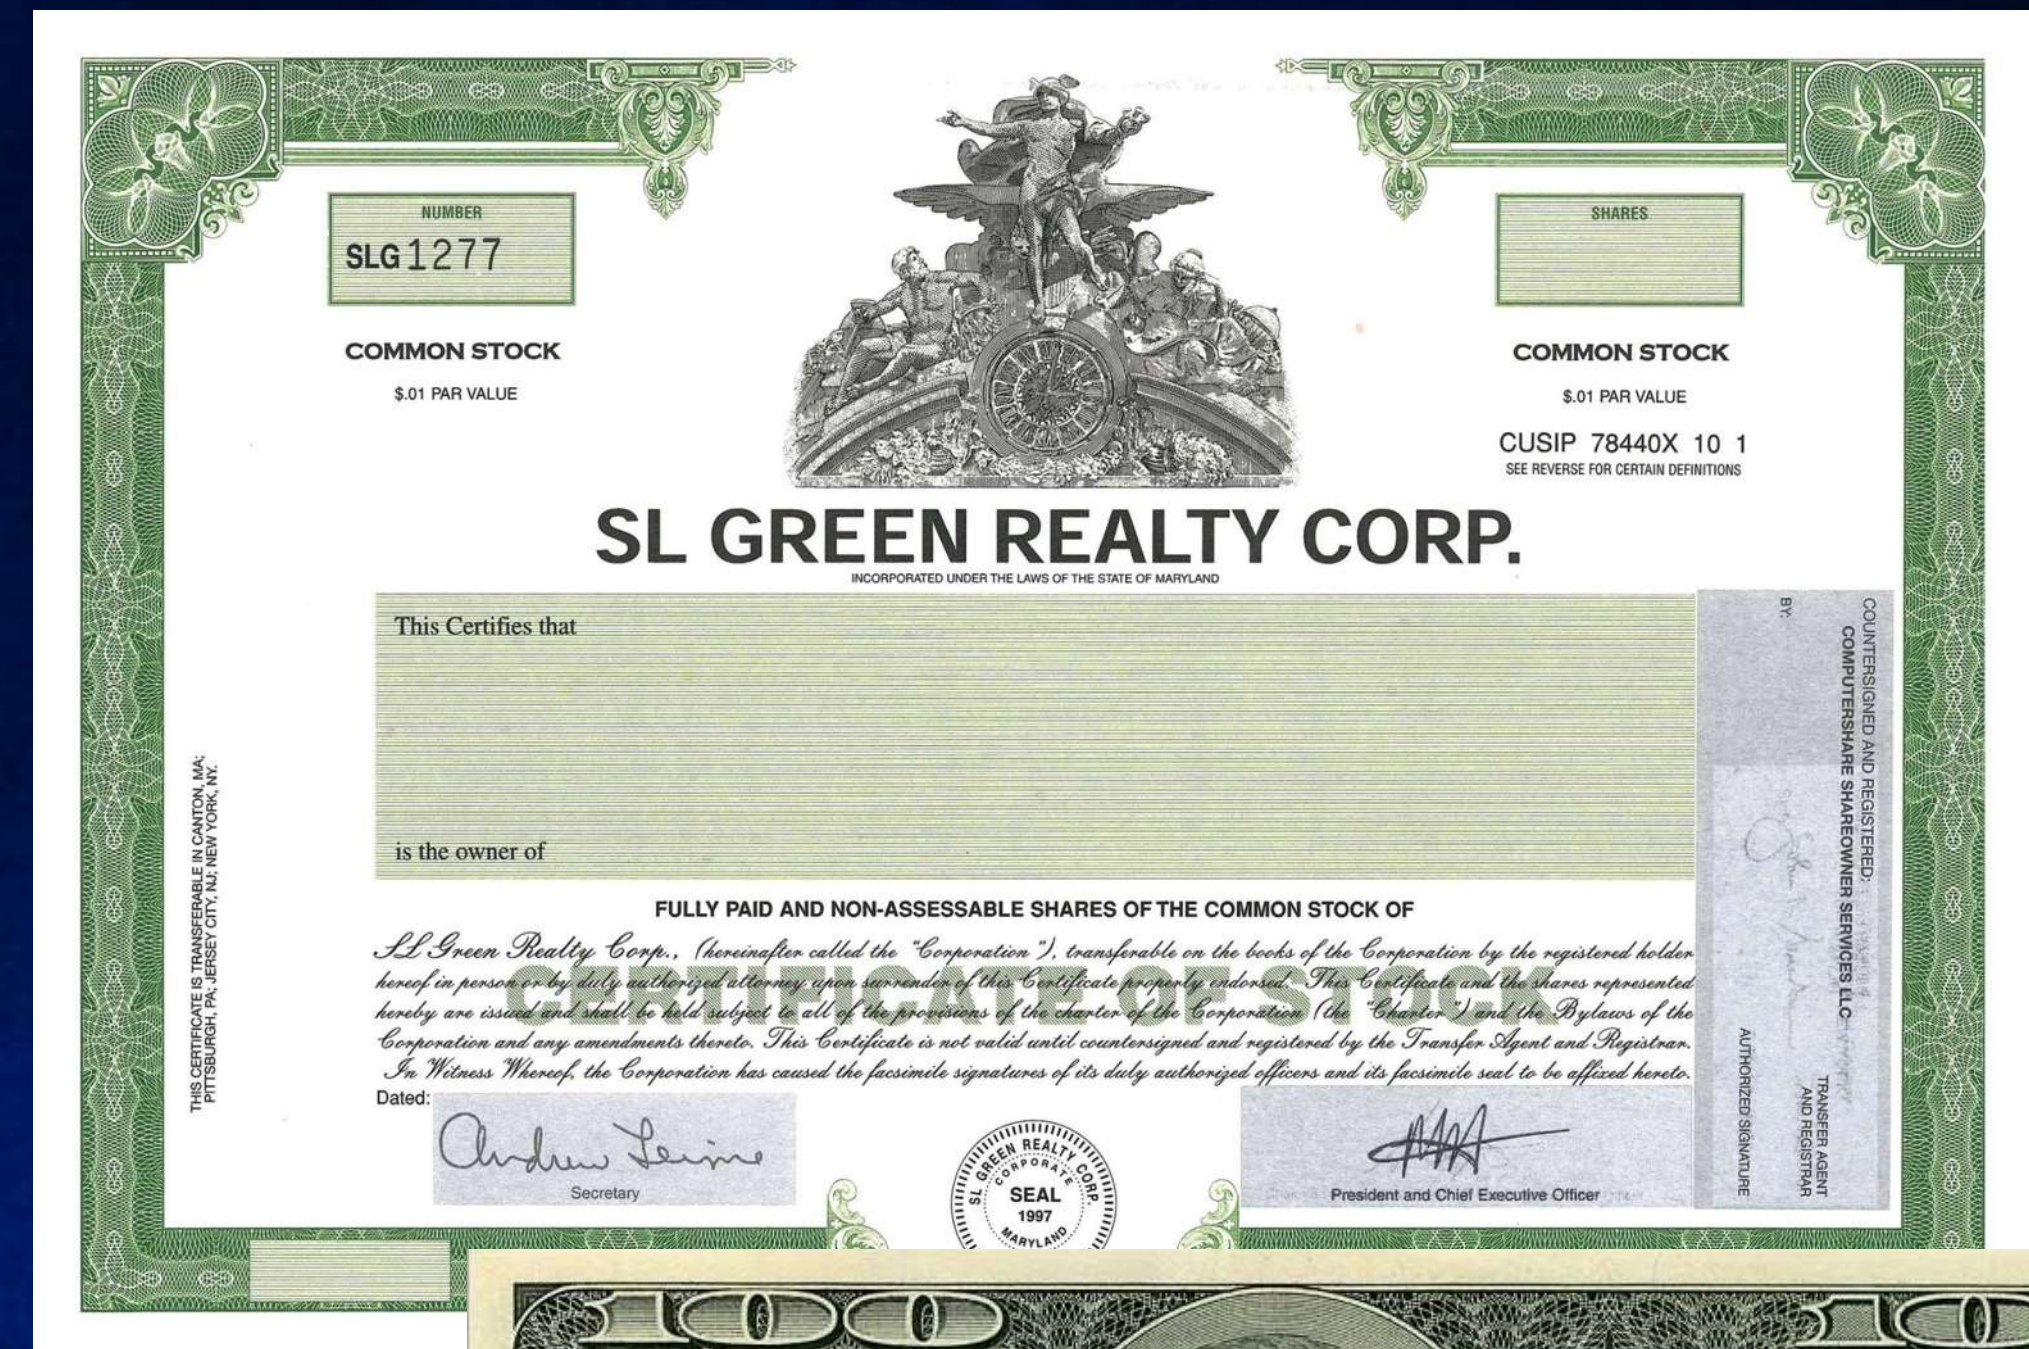 NUMBER
SLG 1277
COMMON STOCK
$.01 PAR VALUE
SHARES
COMMON STOCK
$.01 PAR VALUE
CUSIP 78440X 10 1
SEE REVERSE FOR CERTAIN DEFINITIONS
SL GREEN REALTY CORP.
INCORPORATED UNDER THE LAWS OF THE STATE OF MARYLAND
This Certifies that
is the owner of
FULLY PAID AND NON-ASSESSABLE SHARES OF THE COMMON STOCK OF
CERTIFICATE OF STOCK
SL Green Realty Corp., (hereinafter called the "Corporation"), transferable on the books of the Corporation by the registered holder
hereof in person or by duly authorized attorney upon surrender of this Certificate properly endorsed. This Certificate and the shares represented
hereby are issued and shall be held subject to all of the provisions of the charter of the Corporation (the "Charter") and the Bylaws of the
Corporation and any amendments thereto. This Certificate is not valid until countersigned and registered by the Transfer Agent and Registrar.
In Witness Whereof, the Corporation has caused the facsimile signatures of its duly authorized officers and its facsimile seal to be affixed hereto.
Dated:
Andrew Levine
Secretary
SL GREEN REALTY CORP.
CORPORATE
SEAL
1997
MARYLAND
President and Chief Executive Officer
THIS CERTIFICATE IS TRANSFERABLE IN CANTON, MA;
PITTSBURGH, PA; JERSEY CITY, NJ; NEW YORK, NY.
COUNTERSIGNED AND REGISTERED:
COMPUTERSHARE SHAREOWNER SERVICES LLC
TRANSFER AGENT
AND REGISTRAR
BY:
AUTHORIZED SIGNATURE
100
10